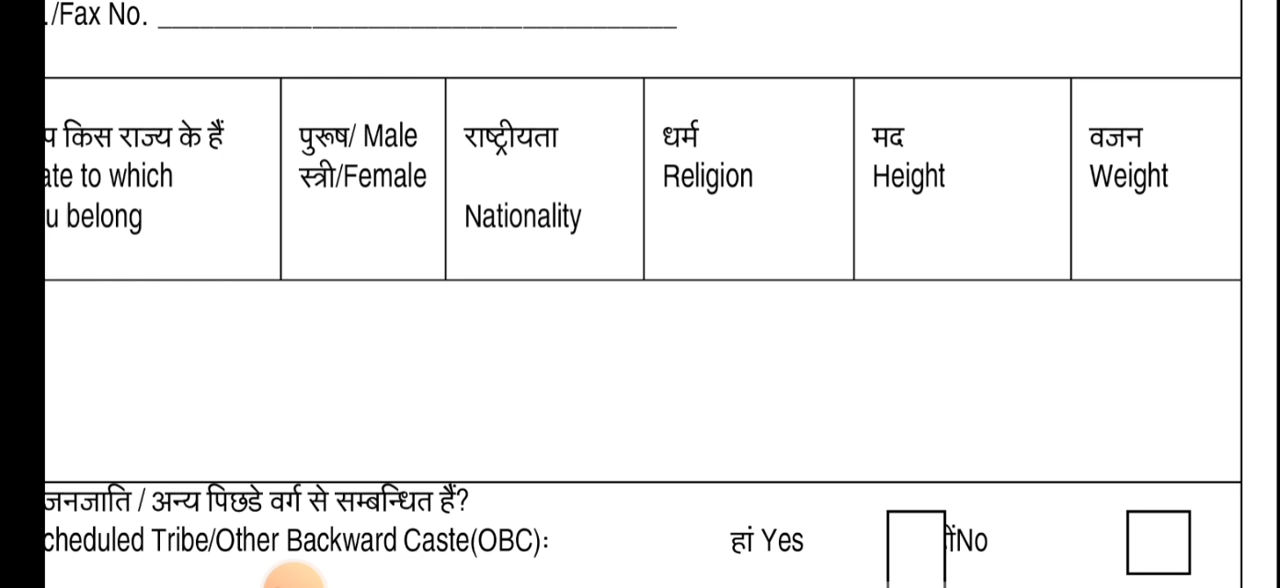 ./Fax No.
प किस राज्य के हैं
ate to which
u belong
पुरूष/ Male
स्त्री/Female
राष्ट्रीयता
Nationality
धर्म
Religion
मद
Height
वजन
Weight
जनजाति / अन्य पिछडे वर्ग से सम्बन्धित हैं?
cheduled Tribe/Other Backward Caste(OBC): हां Yes No